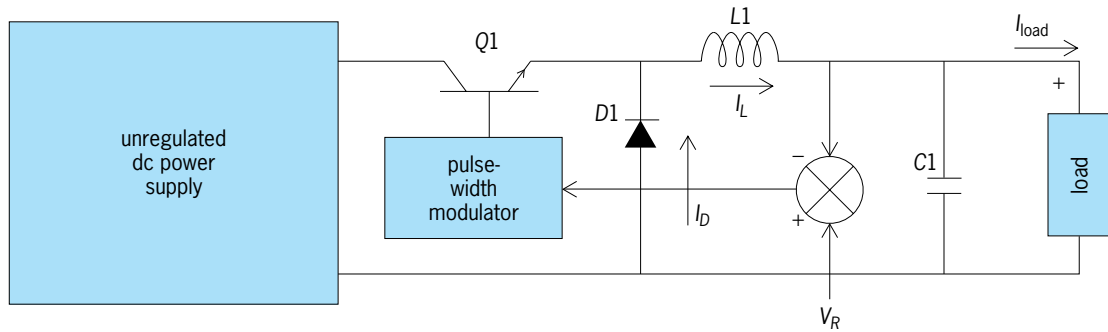 unregulated
dc power
supply
Q1
pulse-
width
modulator
D1
I_D
L1
I_L
−
+
V_R
C1
I_load
+
load